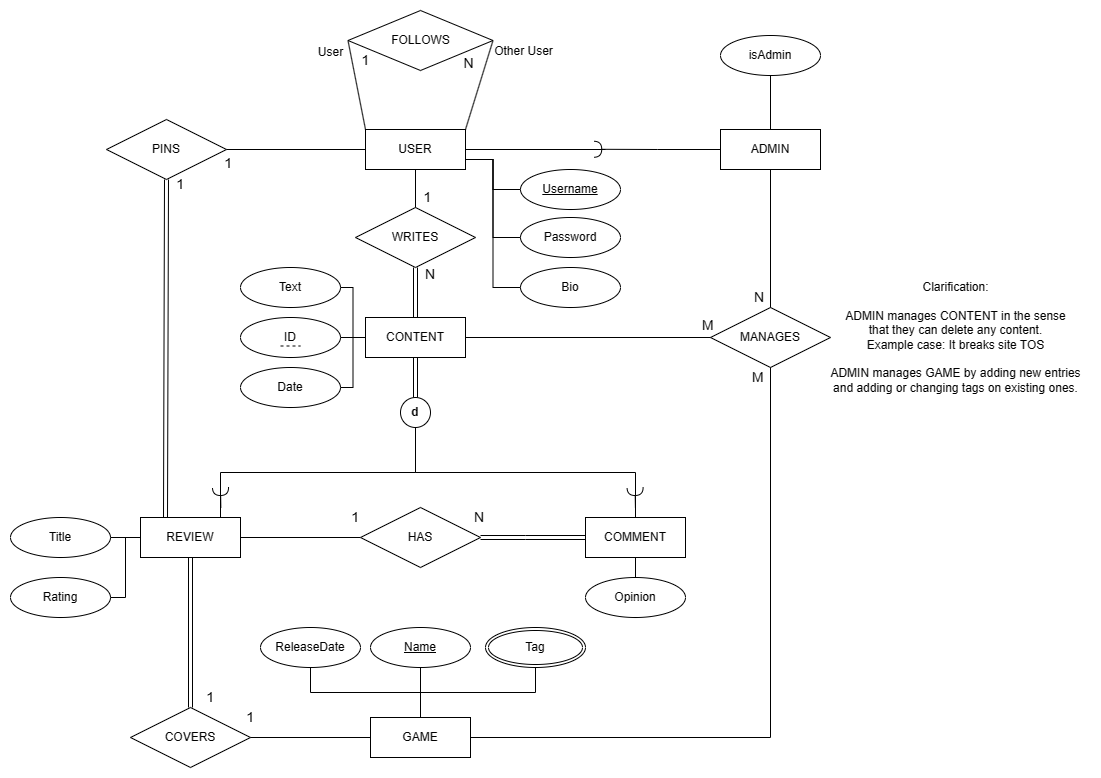 FOLLOWS
User
1
N
Other User
isAdmin
PINS
1
1
USER
ADMIN
Username
Password
Bio
1
WRITES
N
Text
ID
Date
CONTENT
M
N
MANAGES
M
Clarification:
ADMIN manages CONTENT in the sense
that they can delete any content.
Example case: It breaks site TOS
ADMIN manages GAME by adding new entries
and adding or changing tags on existing ones.
d
Title
Rating
REVIEW
1
HAS
N
COMMENT
Opinion
ReleaseDate
Name
Tag
1
1
COVERS
GAME